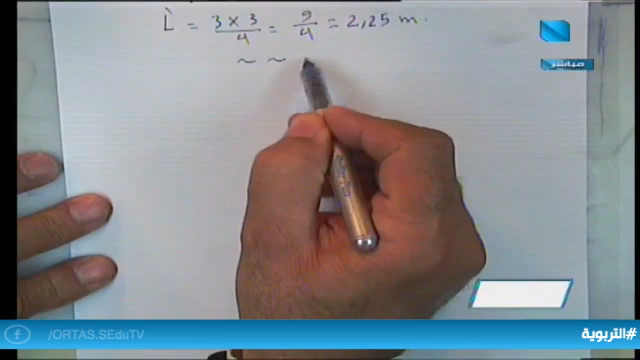 L̀ = 3 × 3 / 4 = 9 / 4 = 2,25 m.
~ ~
مباشر
#التربوية
/ORTAS.SEduTV